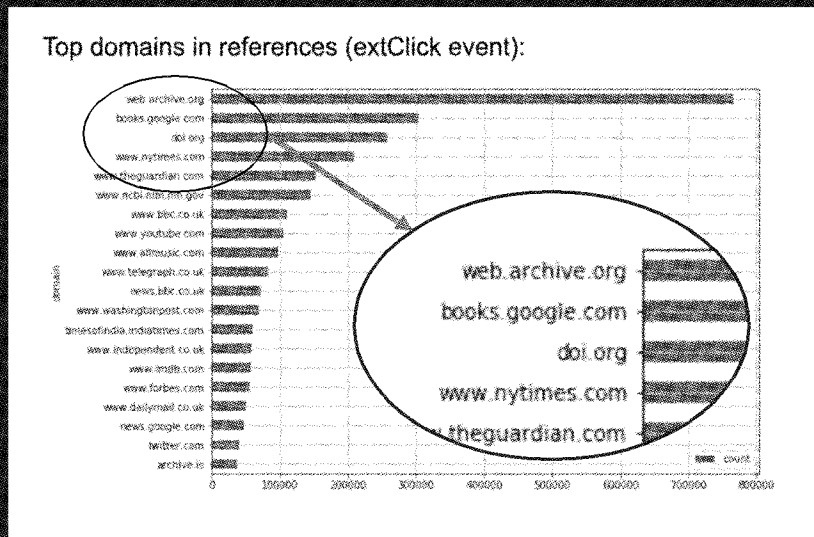 Top domains in references (extClick event):
web.archive.org
books.google.com
doi.org
www.nytimes.com
www.theguardian.com
www.ncbi.nlm.nih.gov
www.bbc.co.uk
www.youtube.com
www.allmusic.com
www.telegraph.co.uk
news.bbc.co.uk
www.washingtonpost.com
timesofindia.indiatimes.com
www.independent.co.uk
www.imdb.com
www.forbes.com
www.dailymail.co.uk
news.google.com
twitter.com
archive.is
domain
0 100000 200000 300000 400000 500000 600000 700000 800000
web.archive.org
books.google.com
doi.org
www.nytimes.com
.theguardian.com
count